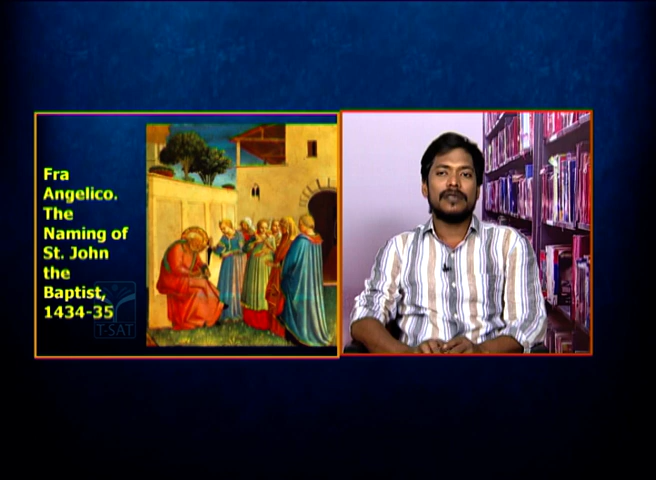 Fra
Angelico.
The
Naming of
St. John
the
Baptist,
1434-35
T-SAT